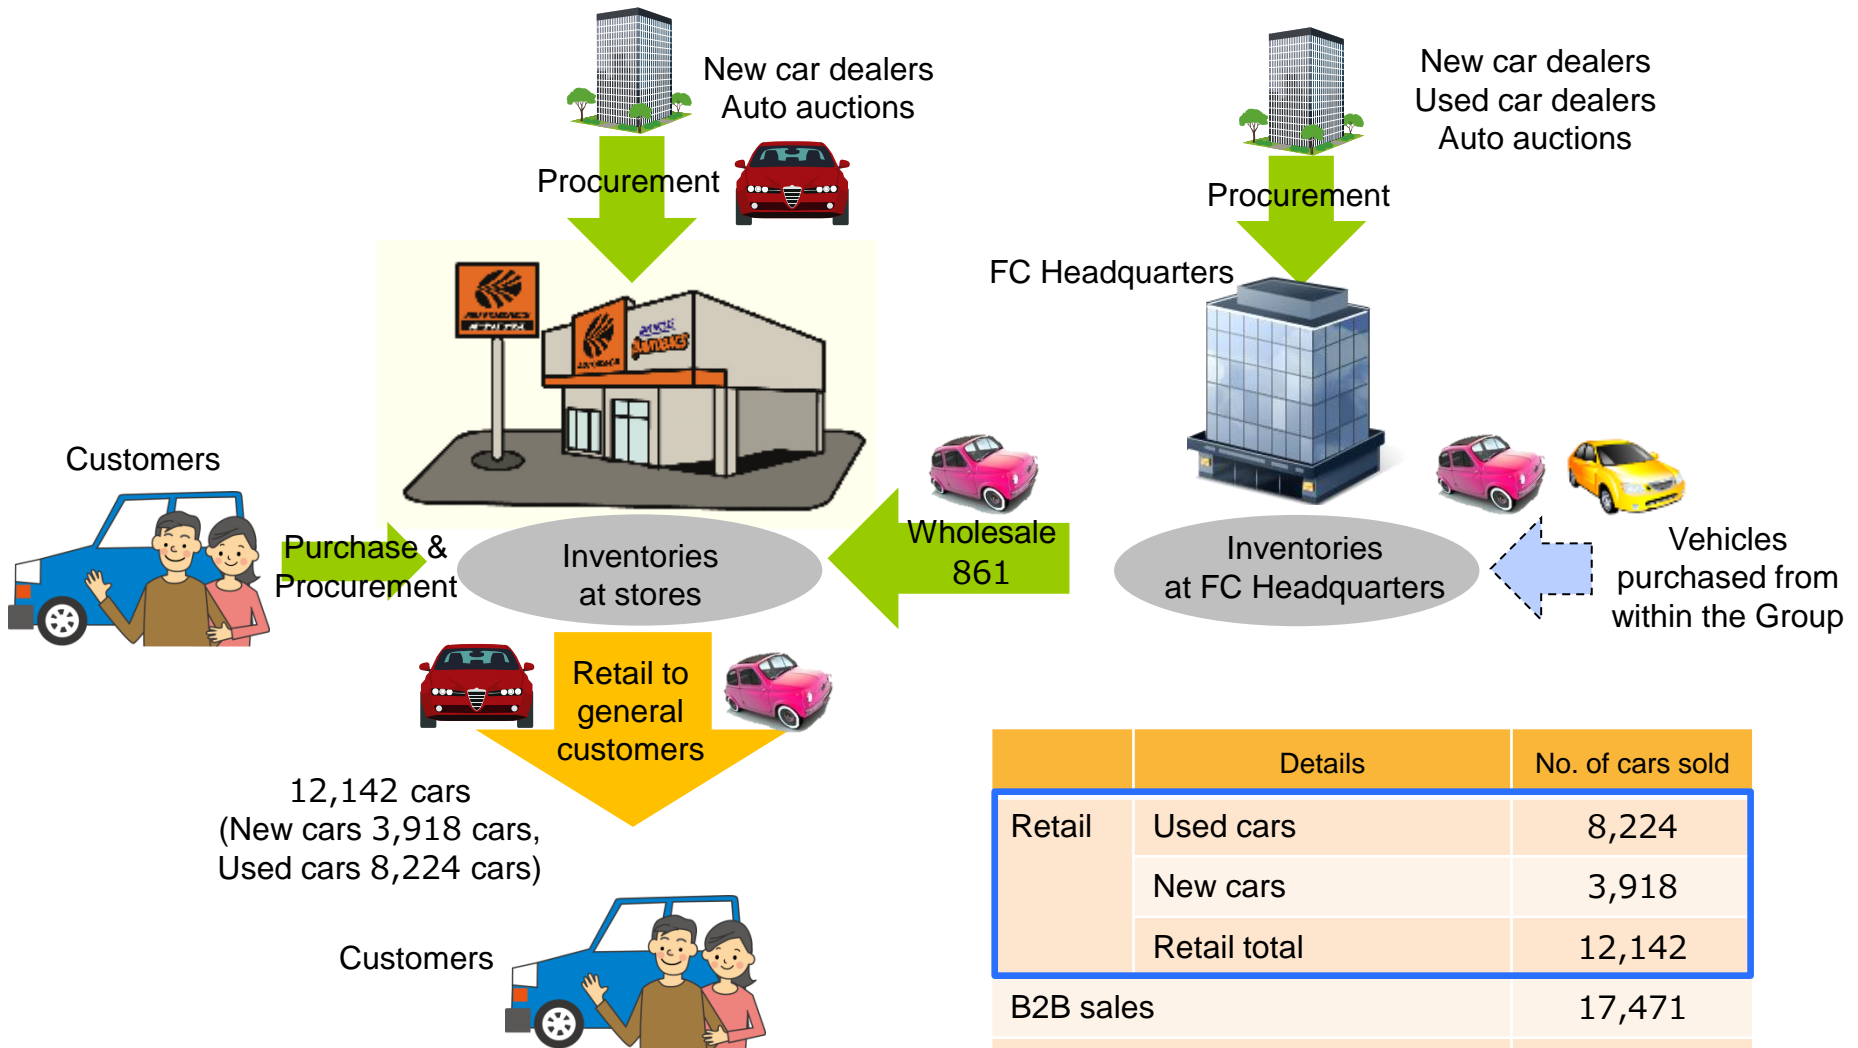 New car dealers
Auto auctions
New car dealers
Used car dealers
Auto auctions
Procurement
Procurement
FC Headquarters
AUTOBACS
AUTOBACS
Customers
Purchase &
Procurement
Inventories
at stores
Wholesale
861
Inventories
at FC Headquarters
Vehicles
purchased from
within the Group
Retail to
general
customers
12,142 cars
(New cars 3,918 cars,
Used cars 8,224 cars)
Customers
Details No. of cars sold
Retail Used cars 8,224
New cars 3,918
Retail total 12,142
B2B sales 17,471